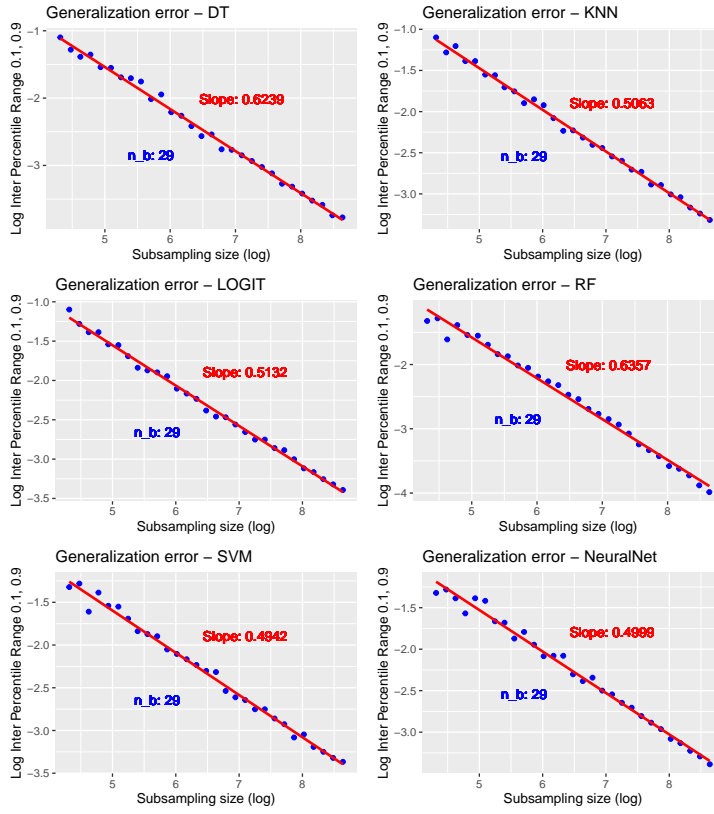 Generalization error − DT
Log Inter Percentile Range 0.1, 0.9
−1
−2
−3
Slope: 0.6239
n_b: 29
5
6
7
8
Subsampling size (log)
Generalization error − KNN
Log Inter Percentile Range 0.1, 0.9
−1.0
−1.5
−2.0
−2.5
−3.0
Slope: 0.5063
n_b: 29
5
6
7
8
Subsampling size (log)
Generalization error − LOGIT
Log Inter Percentile Range 0.1, 0.9
−1.0
−1.5
−2.0
−2.5
−3.0
−3.5
Slope: 0.5132
n_b: 29
5
6
7
8
Subsampling size (log)
Generalization error − RF
Log Inter Percentile Range 0.1, 0.9
−2
−3
−4
Slope: 0.6357
n_b: 29
5
6
7
8
Subsampling size (log)
Generalization error − SVM
Log Inter Percentile Range 0.1, 0.9
−1.5
−2.0
−2.5
−3.0
−3.5
Slope: 0.4942
n_b: 29
5
6
7
8
Subsampling size (log)
Generalization error − NeuralNet
Log Inter Percentile Range 0.1, 0.9
−1.5
−2.0
−2.5
−3.0
Slope: 0.4999
n_b: 29
5
6
7
8
Subsampling size (log)